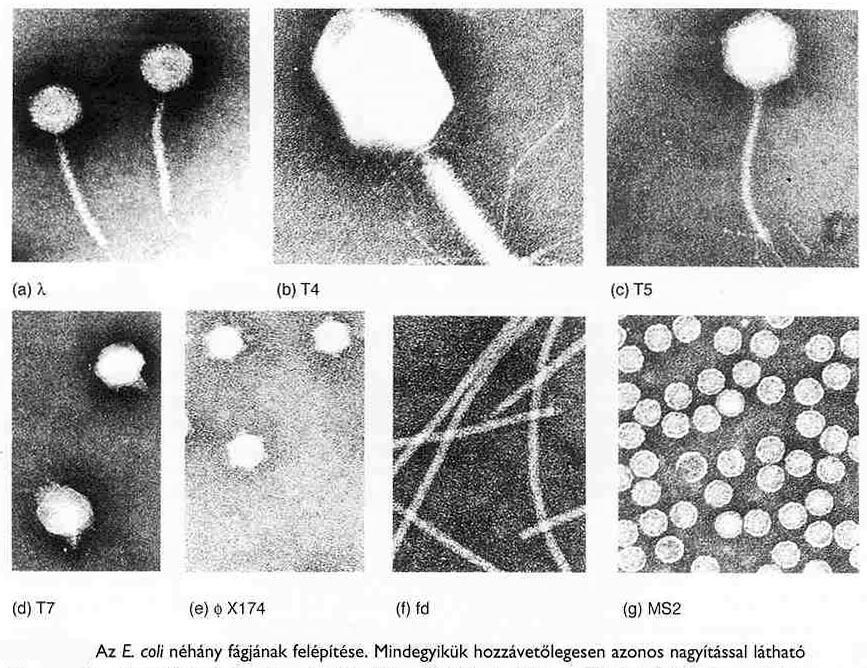 (a) λ
(b) T4
(c) T5
(d) T7
(e) ϕ X174
(f) fd
(g) MS2
Az E. coli néhány fágjának felépítése. Mindegyikük hozzávetőlegesen azonos nagyítással látható